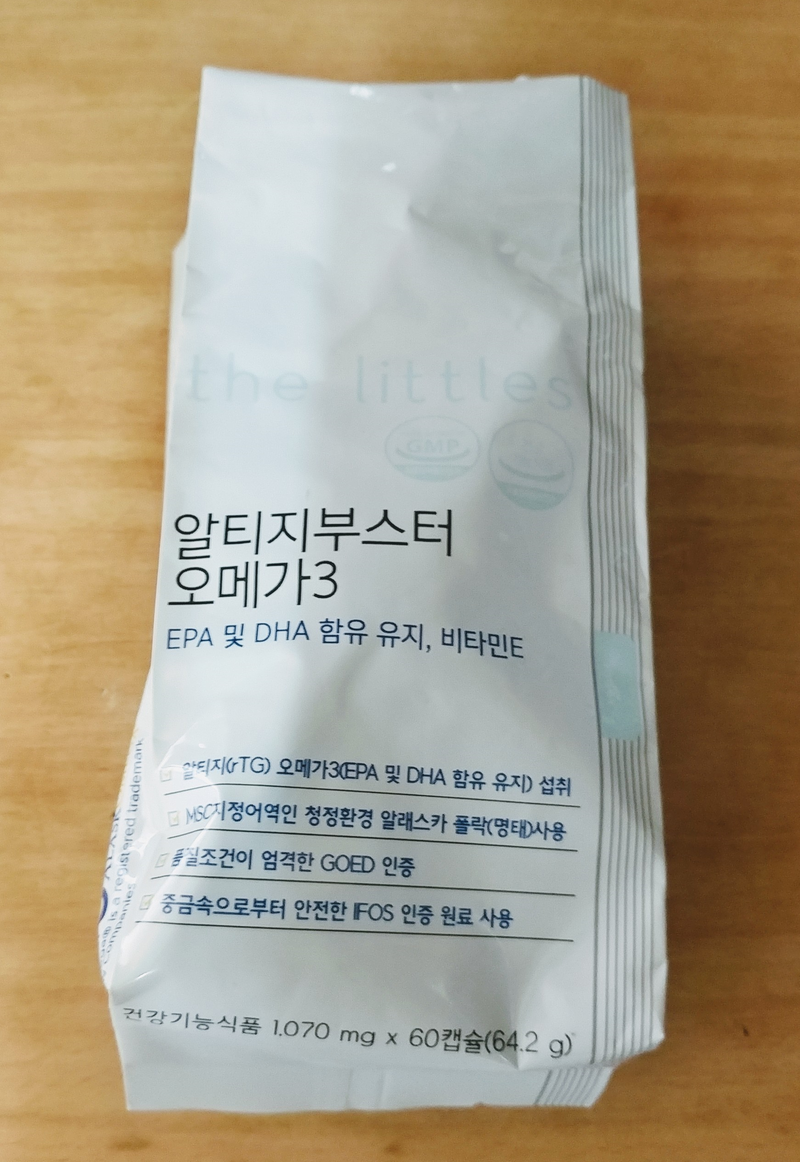 the littles
GMP
알티지부스터
오메가3
EPA 및 DHA 함유 유지, 비타민E
알티지(rTG) 오메가3(EPA 및 DHA 함유 유지) 섭취
MSC지정어역인 청정환경 알래스카 폴락(명태)사용
품질조건이 엄격한 GOED 인증
중금속으로부터 안전한 IFOS 인증 원료 사용
건강기능식품 1,070 mg x 60캡슐(64.2 g)
is a registered trademark
companies